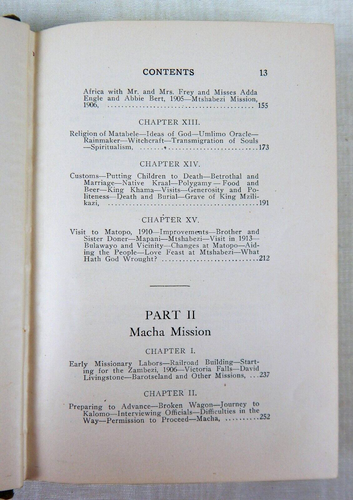 CONTENTS 13
Africa with Mr. and Mrs. Frey and Misses Adda
Engle and Abbie Bert, 1905—Mtshabezi Mission,
1906, ..................155
CHAPTER XIII.
Religion of Matabele—Ideas of God—Umlimo Oracle—
Rainmaker—Witchcraft—Transmigration of Souls
—Spiritualism, ..................173
CHAPTER XIV.
Customs—Putting Children to Death—Betrothal and
Marriage—Native Kraal—Polygamy—Food and
Beer—King Khama—Visits—Generosity and Po-
liteness—Death and Burial—Grave of King Mzilik
kazi, ..................191
CHAPTER XV.
Visit to Matopo, 1910—Improvements—Brother and
Sister Doner—Mapani—Mtshabezi—Visit in 1913—
Bulawayo and Vicinity—Changes at Matopo—Aid-
ing the People—Love Feast at Mtshabezi—What
Hath God Wrought? ..................212
PART II
Macha Mission
CHAPTER I.
Early Missionary Labors—Railroad Building—Start-
ing for the Zambezi, 1906—Victoria Falls—David
Livingstone—Barotseland and Other Missions, ...237
CHAPTER II.
Preparing to Advance—Broken Wagon—Journey to
Kalomo—Interviewing Officials—Difficulties in the
Way—Permission to Proceed—Macha, ..........252